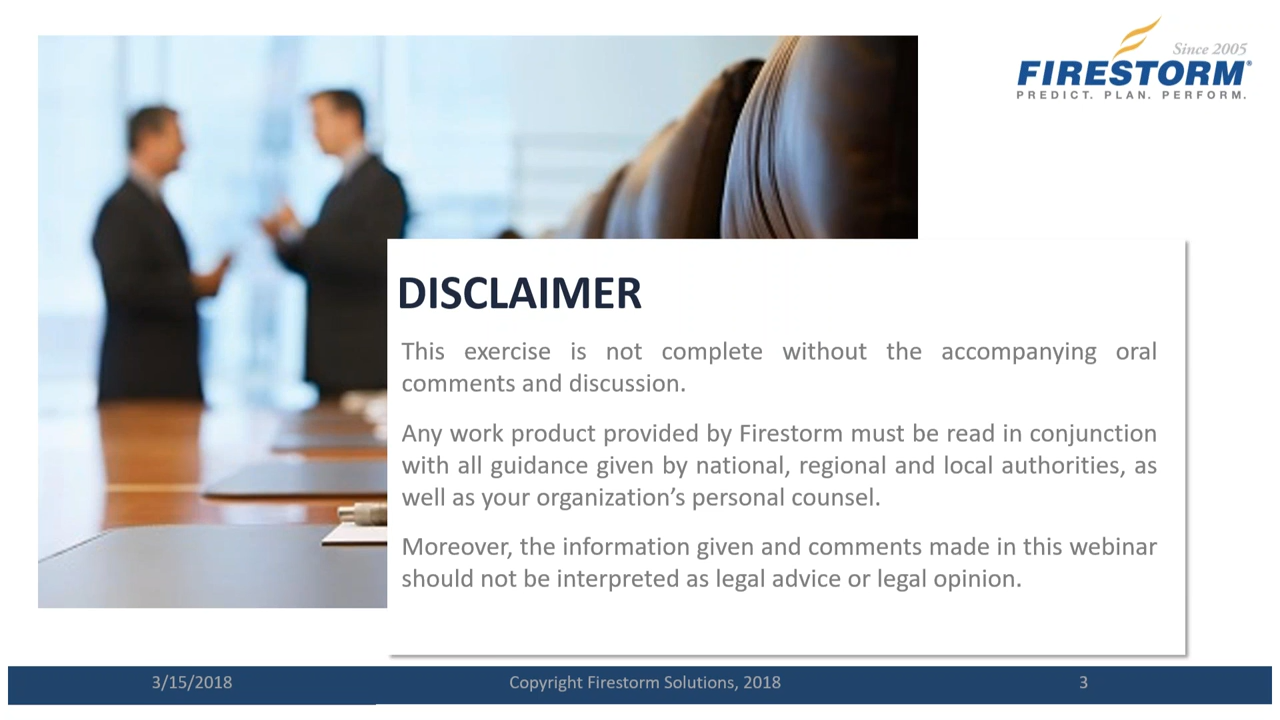 Since 2005
FIRESTORM®
PREDICT. PLAN. PERFORM.
DISCLAIMER
This exercise is not complete without the accompanying oral
comments and discussion.
Any work product provided by Firestorm must be read in conjunction
with all guidance given by national, regional and local authorities, as
well as your organization’s personal counsel.
Moreover, the information given and comments made in this webinar
should not be interpreted as legal advice or legal opinion.
3/15/2018
Copyright Firestorm Solutions, 2018
3